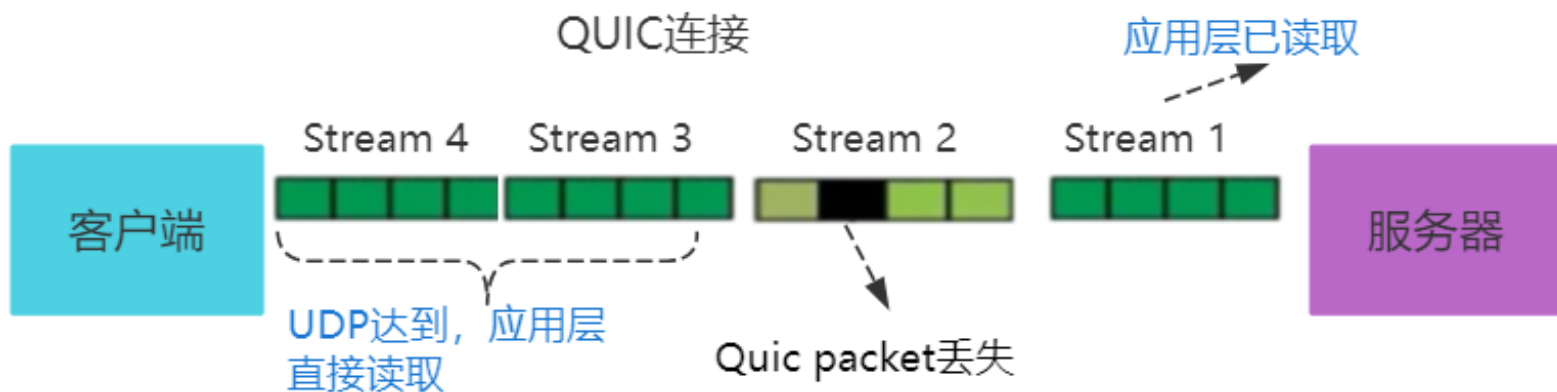 QUIC连接
应用层已读取
Stream 4
Stream 3
Stream 2
Stream 1
客户端
服务器
UDP达到，应用层
直接读取
Quic packet丢失